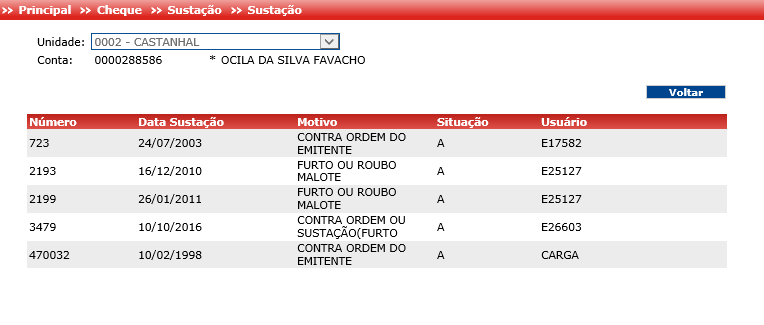 >> Principal >> Cheque >> Sustação >> Sustação
Unidade: 0002 - CASTANHAL
Conta: 0000288586 * OCILA DA SILVA FAVACHO
Voltar
Número Data Sustação Motivo Situação Usuário
723 24/07/2003 CONTRA ORDEM DO EMITENTE A E17582
2193 16/12/2010 FURTO OU ROUBO MALOTE A E25127
2199 26/01/2011 FURTO OU ROUBO MALOTE A E25127
3479 10/10/2016 CONTRA ORDEM OU SUSTAÇÃO(FURTO A E26603
470032 10/02/1998 CONTRA ORDEM DO EMITENTE A CARGA